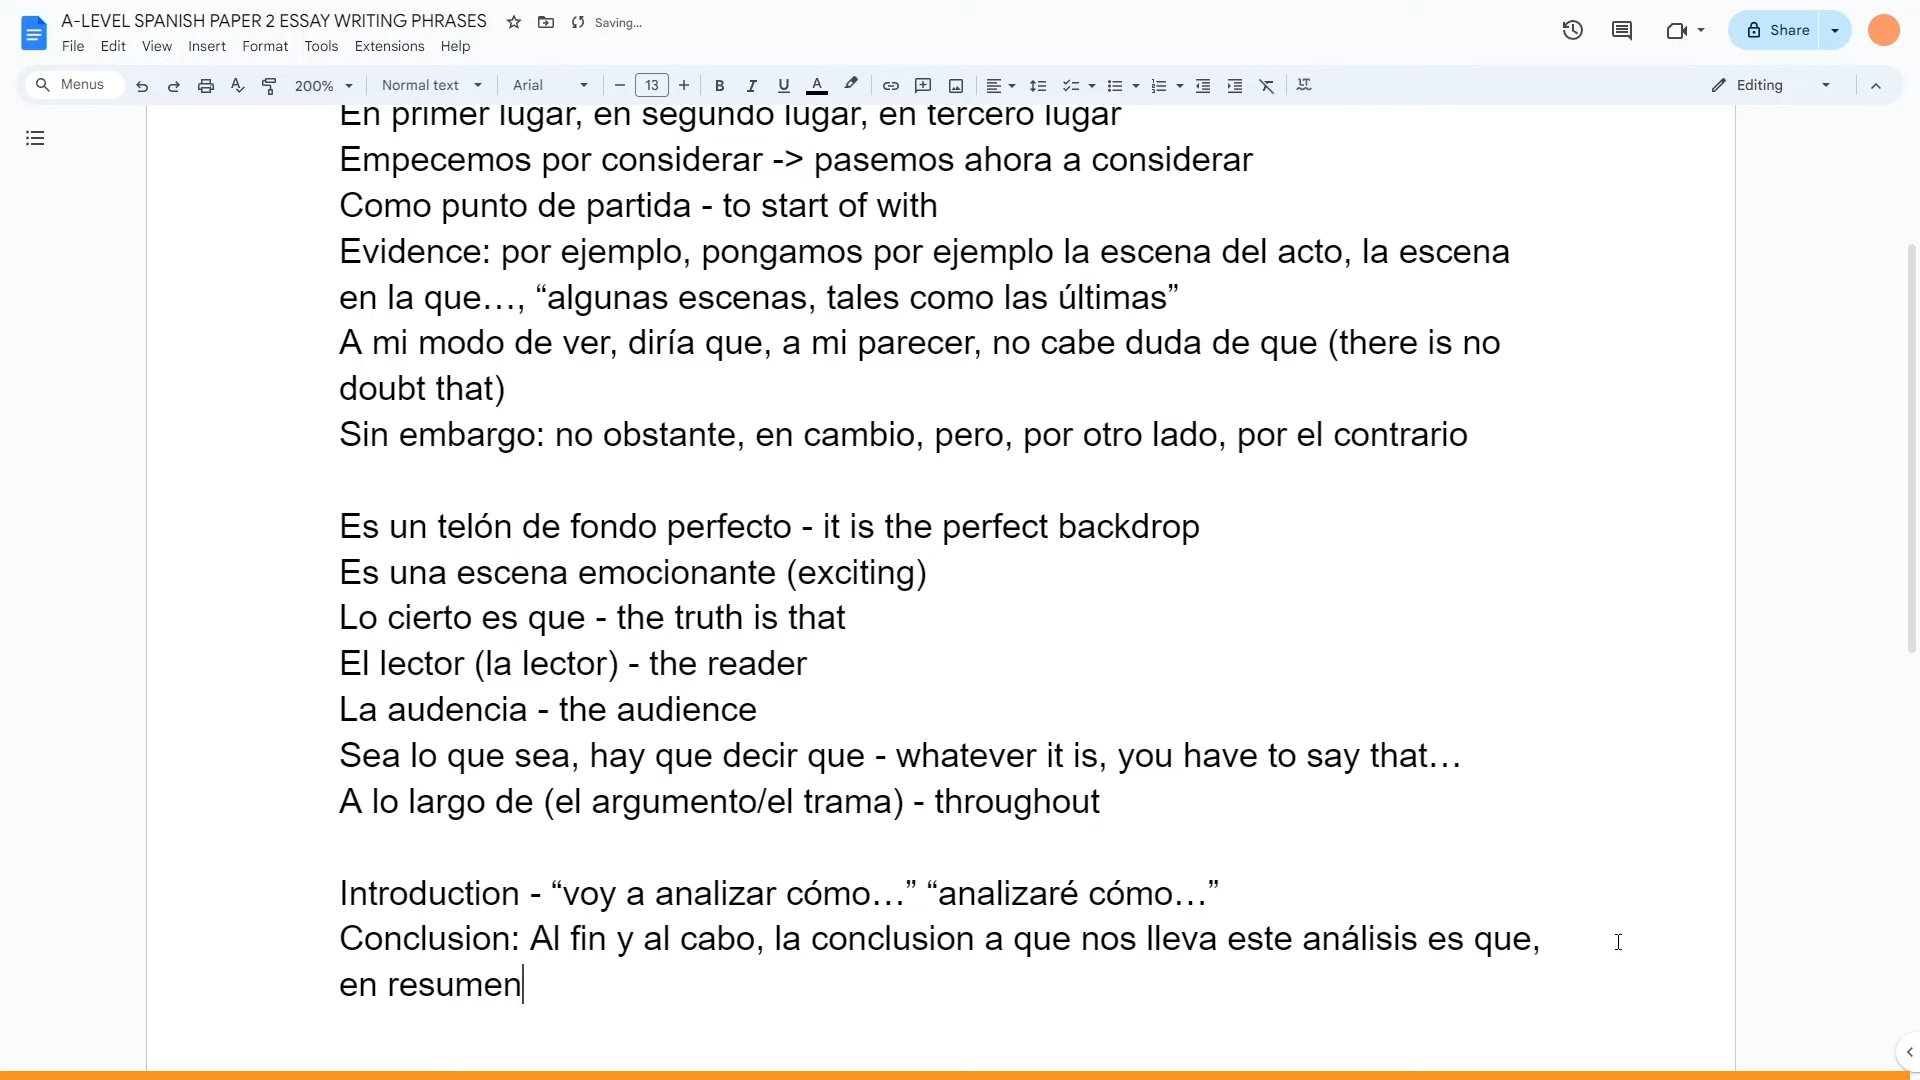 A-LEVEL SPANISH PAPER 2 ESSAY WRITING PHRASES Saving…
File Edit View Insert Format Tools Extensions Help
Share
Menus 200% Normal text Arial 13 Editing
En primer lugar, en segundo lugar, en tercero lugar
Empecemos por considerar -> pasemos ahora a considerar
Como punto de partida - to start of with
Evidence: por ejemplo, pongamos por ejemplo la escena del acto, la escena
en la que…, “algunas escenas, tales como las últimas”
A mi modo de ver, diría que, a mi parecer, no cabe duda de que (there is no
doubt that)
Sin embargo: no obstante, en cambio, pero, por otro lado, por el contrario
Es un telón de fondo perfecto - it is the perfect backdrop
Es una escena emocionante (exciting)
Lo cierto es que - the truth is that
El lector (la lector) - the reader
La audencia - the audience
Sea lo que sea, hay que decir que - whatever it is, you have to say that…
A lo largo de (el argumento/el trama) - throughout
Introduction - “voy a analizar cómo…” “analizaré cómo…”
Conclusion: Al fin y al cabo, la conclusion a que nos lleva este análisis es que,
en resumen